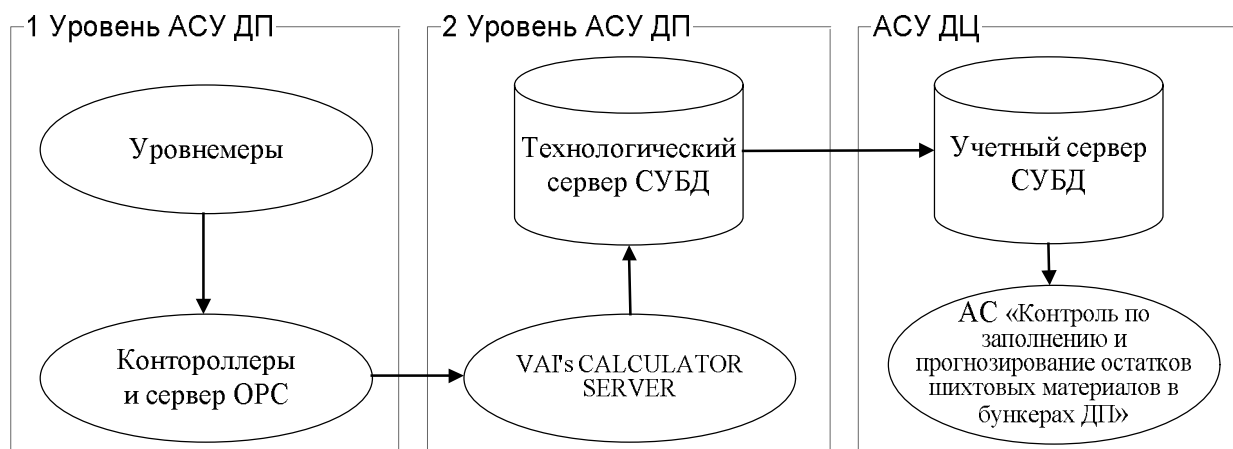 1 Уровень АСУ ДП
Уровнемеры
Контороллеры
и сервер ОРС
2 Уровень АСУ ДП
Технологический
сервер СУБД
VAI's CALCULATOR
SERVER
АСУ ДЦ
Учетный сервер
СУБД
АС «Контроль по
заполнению и
прогнозирование остатков
шихтовых материалов в
бункерах ДП»